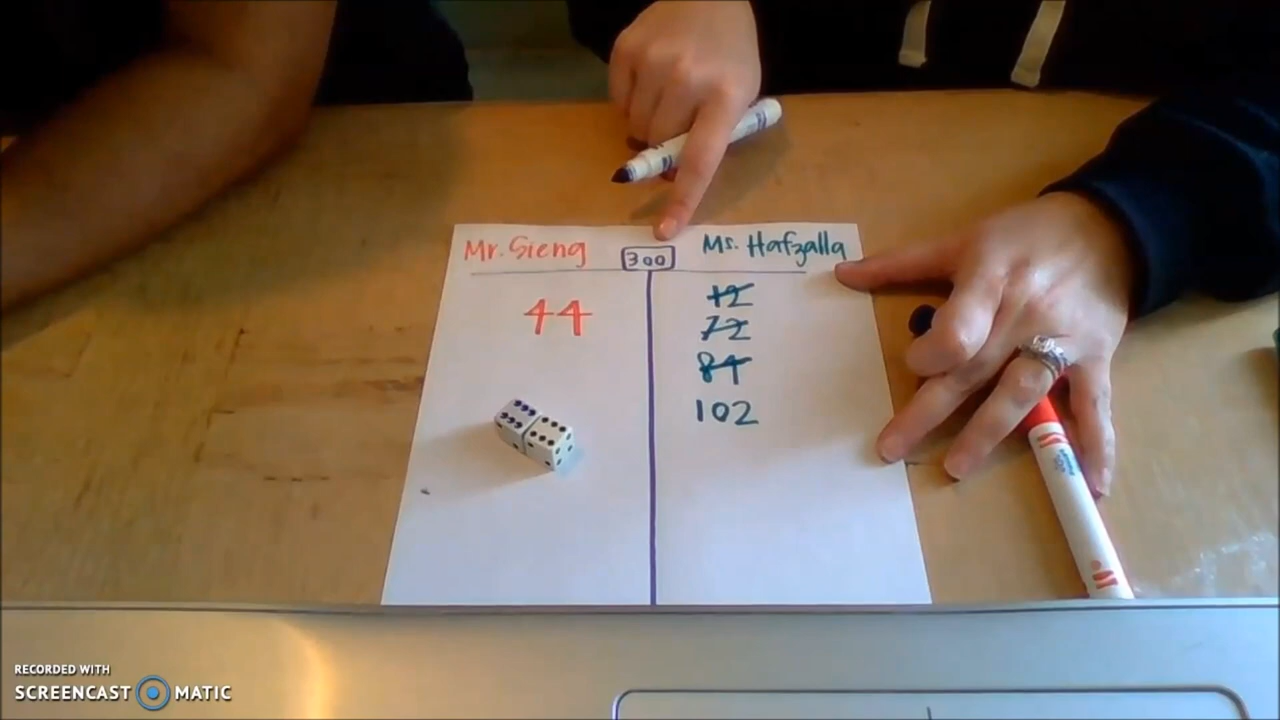 Mr. Sieng
300
Ms. Hafzalla
44
12
72
84
102
RECORDED WITH
SCREENCAST MATIC